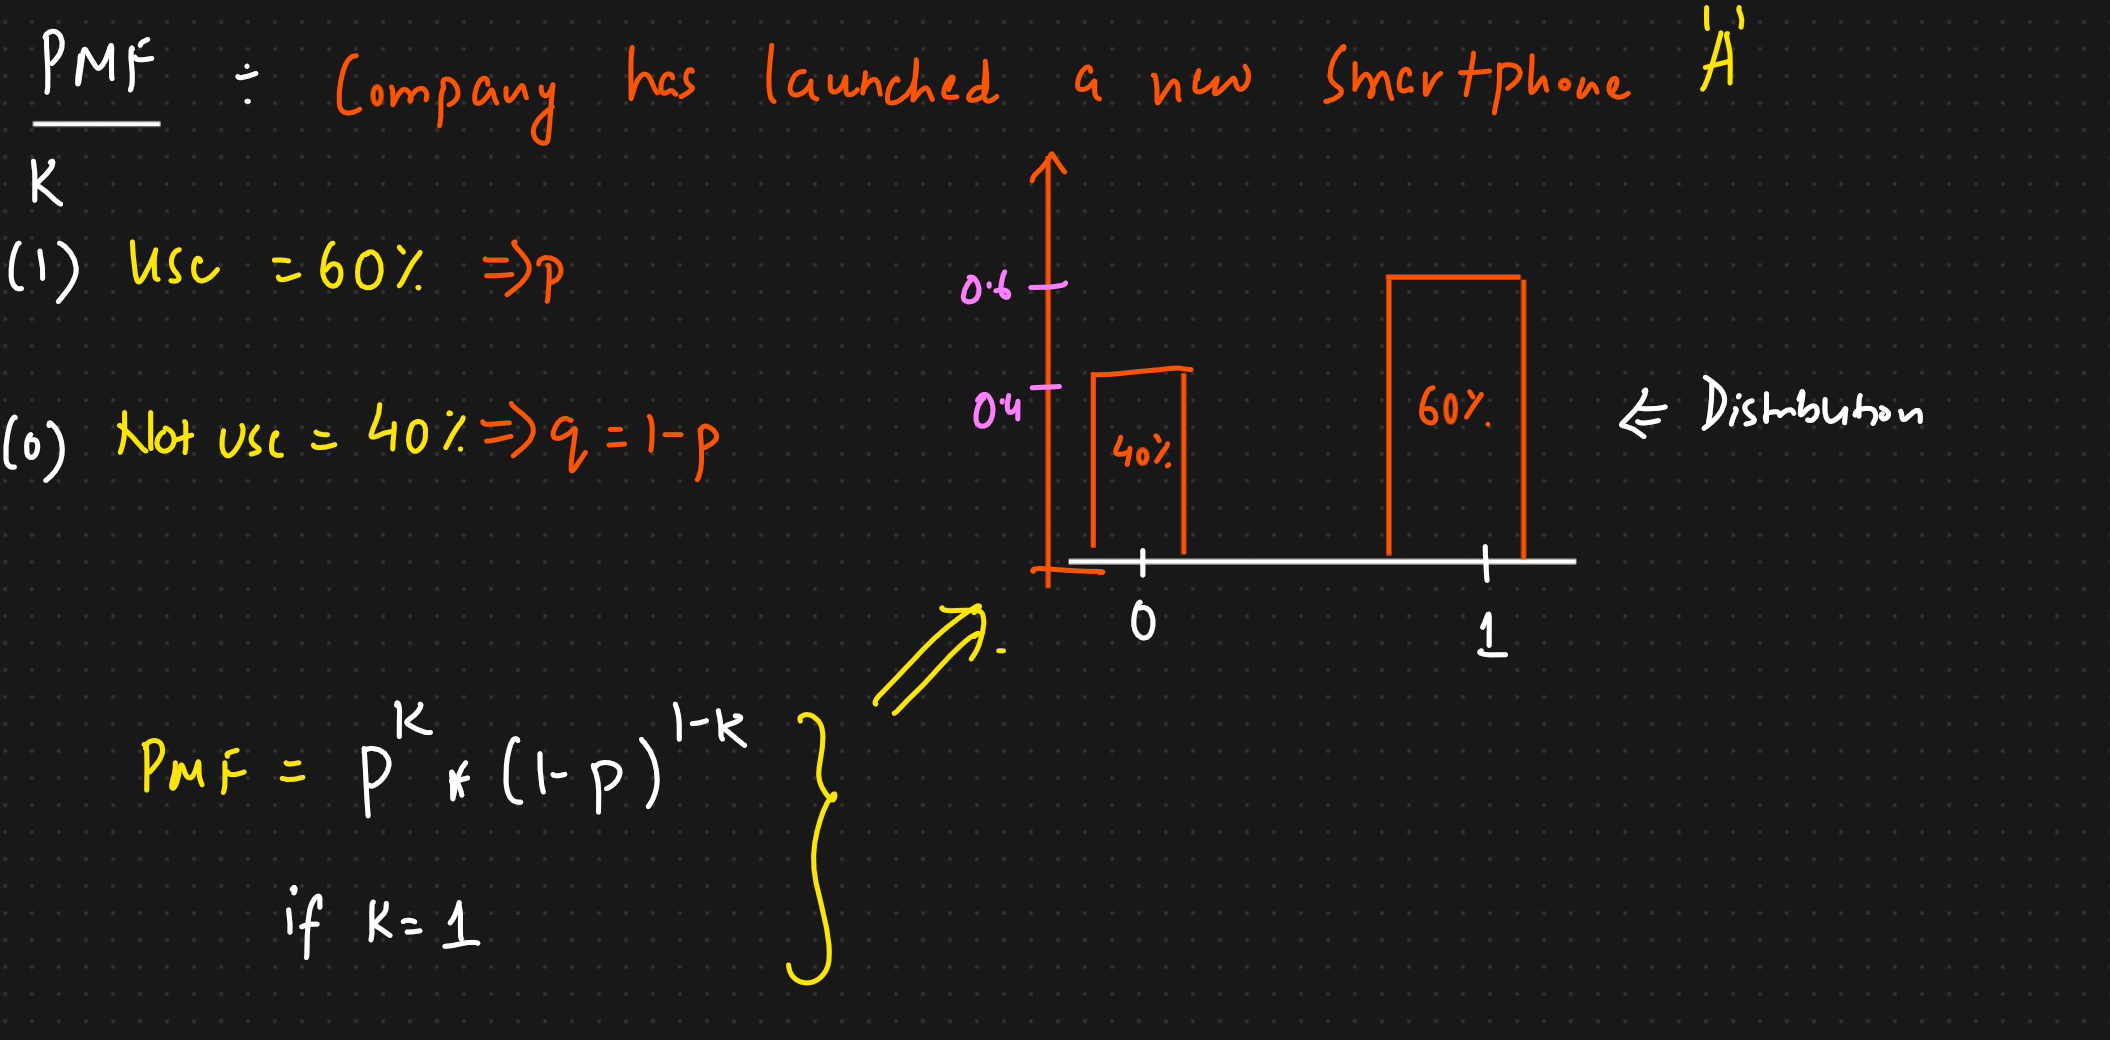 PMF ÷ Company has launched a new Smartphone "A"
K
(1) Use = 60% ⇒ p
(0) Not use = 40% ⇒ q = 1-p
0.6
0.4
40%
60%
⇐ Distribution
0 1
PMF = p^K * (1-p)^1-K
if K = 1